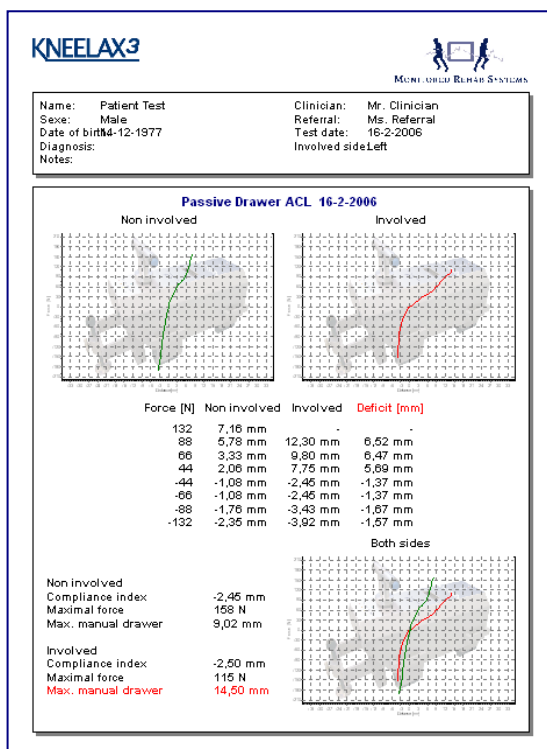 KNEELAX3
MONITORED REHAB SYSTEMS
Name: Patient Test Clinician: Mr. Clinician
Sexe: Male Referral: Ms. Referral
Date of birth 14-12-1977 Test date: 16-2-2006
Diagnosis: Involved side: Left
Notes:
Passive Drawer ACL 16-2-2006
Non involved Involved
Force [N] Non involved Involved Deficit [mm]
132 7,16 mm - -
88 5,78 mm 12,30 mm 6,52 mm
66 3,33 mm 9,80 mm 6,47 mm
44 2,06 mm 7,75 mm 5,69 mm
-44 -1,08 mm -2,45 mm -1,37 mm
-66 -1,08 mm -2,45 mm -1,37 mm
-88 -1,76 mm -3,43 mm -1,67 mm
-132 -2,35 mm -3,92 mm -1,57 mm
Both sides
Non involved
Compliance index -2,45 mm
Maximal force 158 N
Max. manual drawer 9,02 mm
Involved
Compliance index -2,50 mm
Maximal force 115 N
Max. manual drawer 14,50 mm